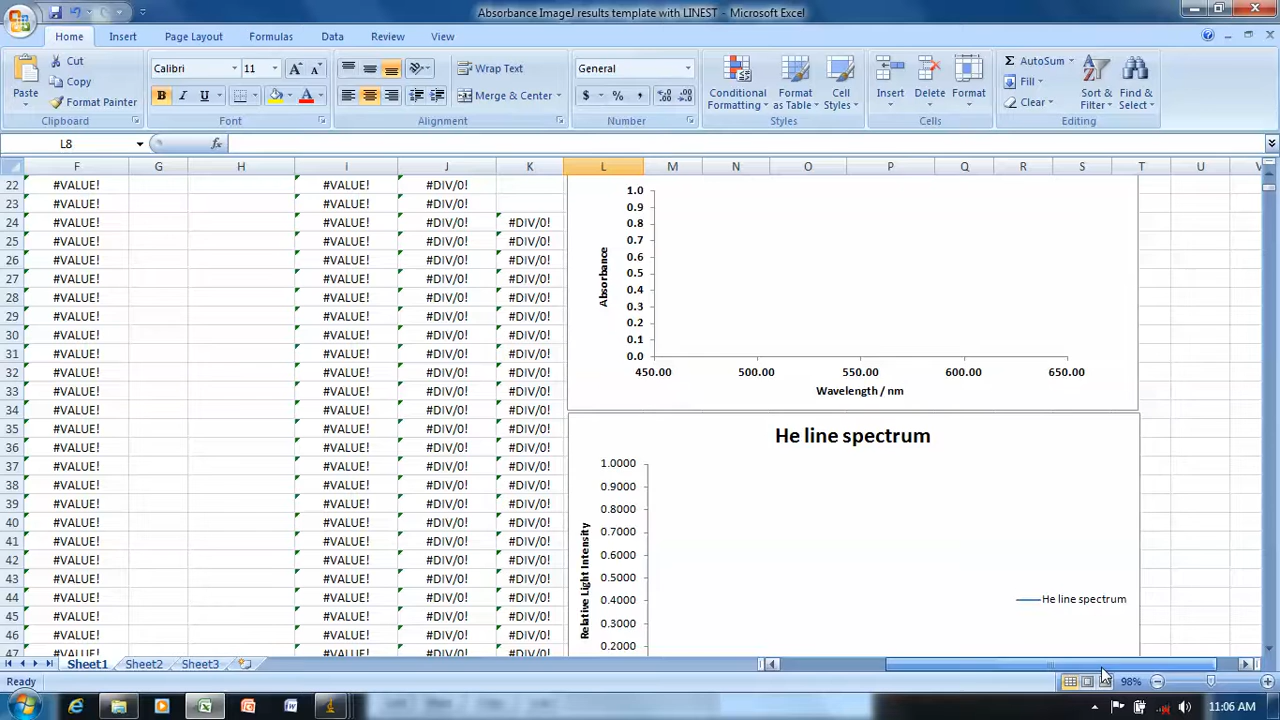 Absorbance ImageJ results template with LINEST - Microsoft Excel
Home Insert Page Layout Formulas Data Review View
Cut Calibri 11 Wrap Text General AutoSum
Copy Fill
Paste Format Painter B I U Merge & Center $ % , Conditional Formatting Format as Table Cell Styles Insert Delete Format Clear Sort & Filter Find & Select
Clipboard Font Alignment Number Styles Cells Editing
L8 fx
F G H I J K L M N O P Q R S T U V
22 #VALUE! #VALUE! #DIV/0!
23 #VALUE! #VALUE! #DIV/0!
24 #VALUE! #VALUE! #DIV/0! #DIV/0!
25 #VALUE! #VALUE! #DIV/0! #DIV/0!
26 #VALUE! #VALUE! #DIV/0! #DIV/0!
27 #VALUE! #VALUE! #DIV/0! #DIV/0!
28 #VALUE! #VALUE! #DIV/0! #DIV/0!
29 #VALUE! #VALUE! #DIV/0! #DIV/0!
30 #VALUE! #VALUE! #DIV/0! #DIV/0!
31 #VALUE! #VALUE! #DIV/0! #DIV/0!
32 #VALUE! #VALUE! #DIV/0! #DIV/0!
33 #VALUE! #VALUE! #DIV/0! #DIV/0!
34 #VALUE! #VALUE! #DIV/0! #DIV/0!
35 #VALUE! #VALUE! #DIV/0! #DIV/0!
36 #VALUE! #VALUE! #DIV/0! #DIV/0!
37 #VALUE! #VALUE! #DIV/0! #DIV/0!
38 #VALUE! #VALUE! #DIV/0! #DIV/0!
39 #VALUE! #VALUE! #DIV/0! #DIV/0!
40 #VALUE! #VALUE! #DIV/0! #DIV/0!
41 #VALUE! #VALUE! #DIV/0! #DIV/0!
42 #VALUE! #VALUE! #DIV/0! #DIV/0!
43 #VALUE! #VALUE! #DIV/0! #DIV/0!
44 #VALUE! #VALUE! #DIV/0! #DIV/0!
45 #VALUE! #VALUE! #DIV/0! #DIV/0!
46 #VALUE! #VALUE! #DIV/0! #DIV/0!
47 #VALUE! #VALUE! #DIV/0! #DIV/0!
1.0
0.9
0.8
0.7
0.6
0.5
0.4
0.3
0.2
0.1
0.0
Absorbance
450.00 500.00 550.00 600.00 650.00
Wavelength / nm
He line spectrum
1.0000
0.9000
0.8000
0.7000
0.6000
0.5000
0.4000
0.3000
0.2000
Relative Light Intensity
He line spectrum
Sheet1 Sheet2 Sheet3
Ready 98%
11:06 AM